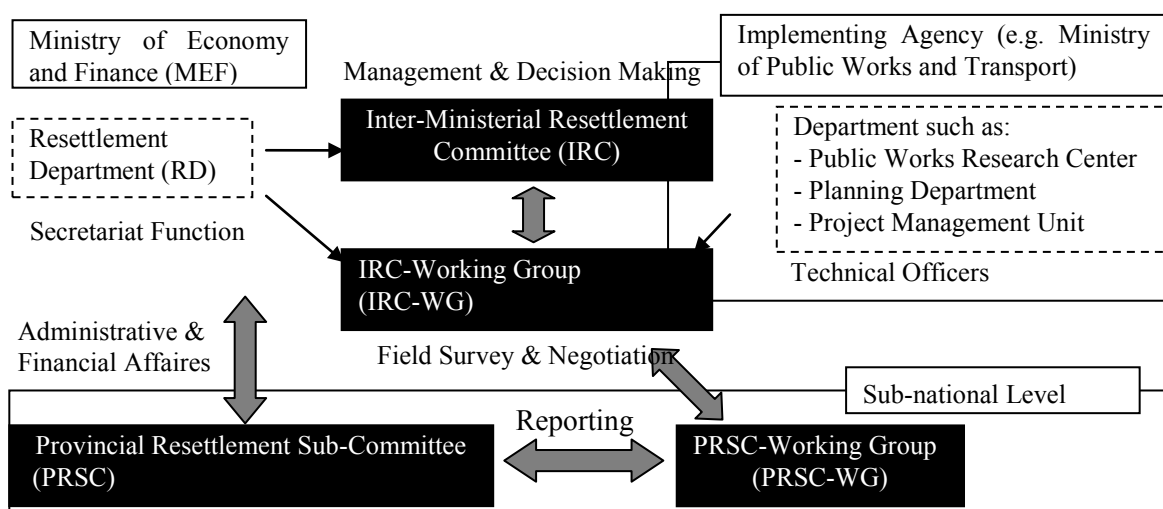 Ministry of Economy
and Finance (MEF)
Management & Decision Making
Implementing Agency (e.g. Ministry
of Public Works and Transport)
Inter-Ministerial Resettlement
Committee (IRC)
Resettlement
Department (RD)
Secretariat Function
Department such as:
- Public Works Research Center
- Planning Department
- Project Management Unit
Technical Officers
IRC-Working Group
(IRC-WG)
Administrative &
Financial Affaires
Field Survey & Negotiation
Sub-national Level
Provincial Resettlement Sub-Committee
(PRSC)
Reporting
PRSC-Working Group
(PRSC-WG)